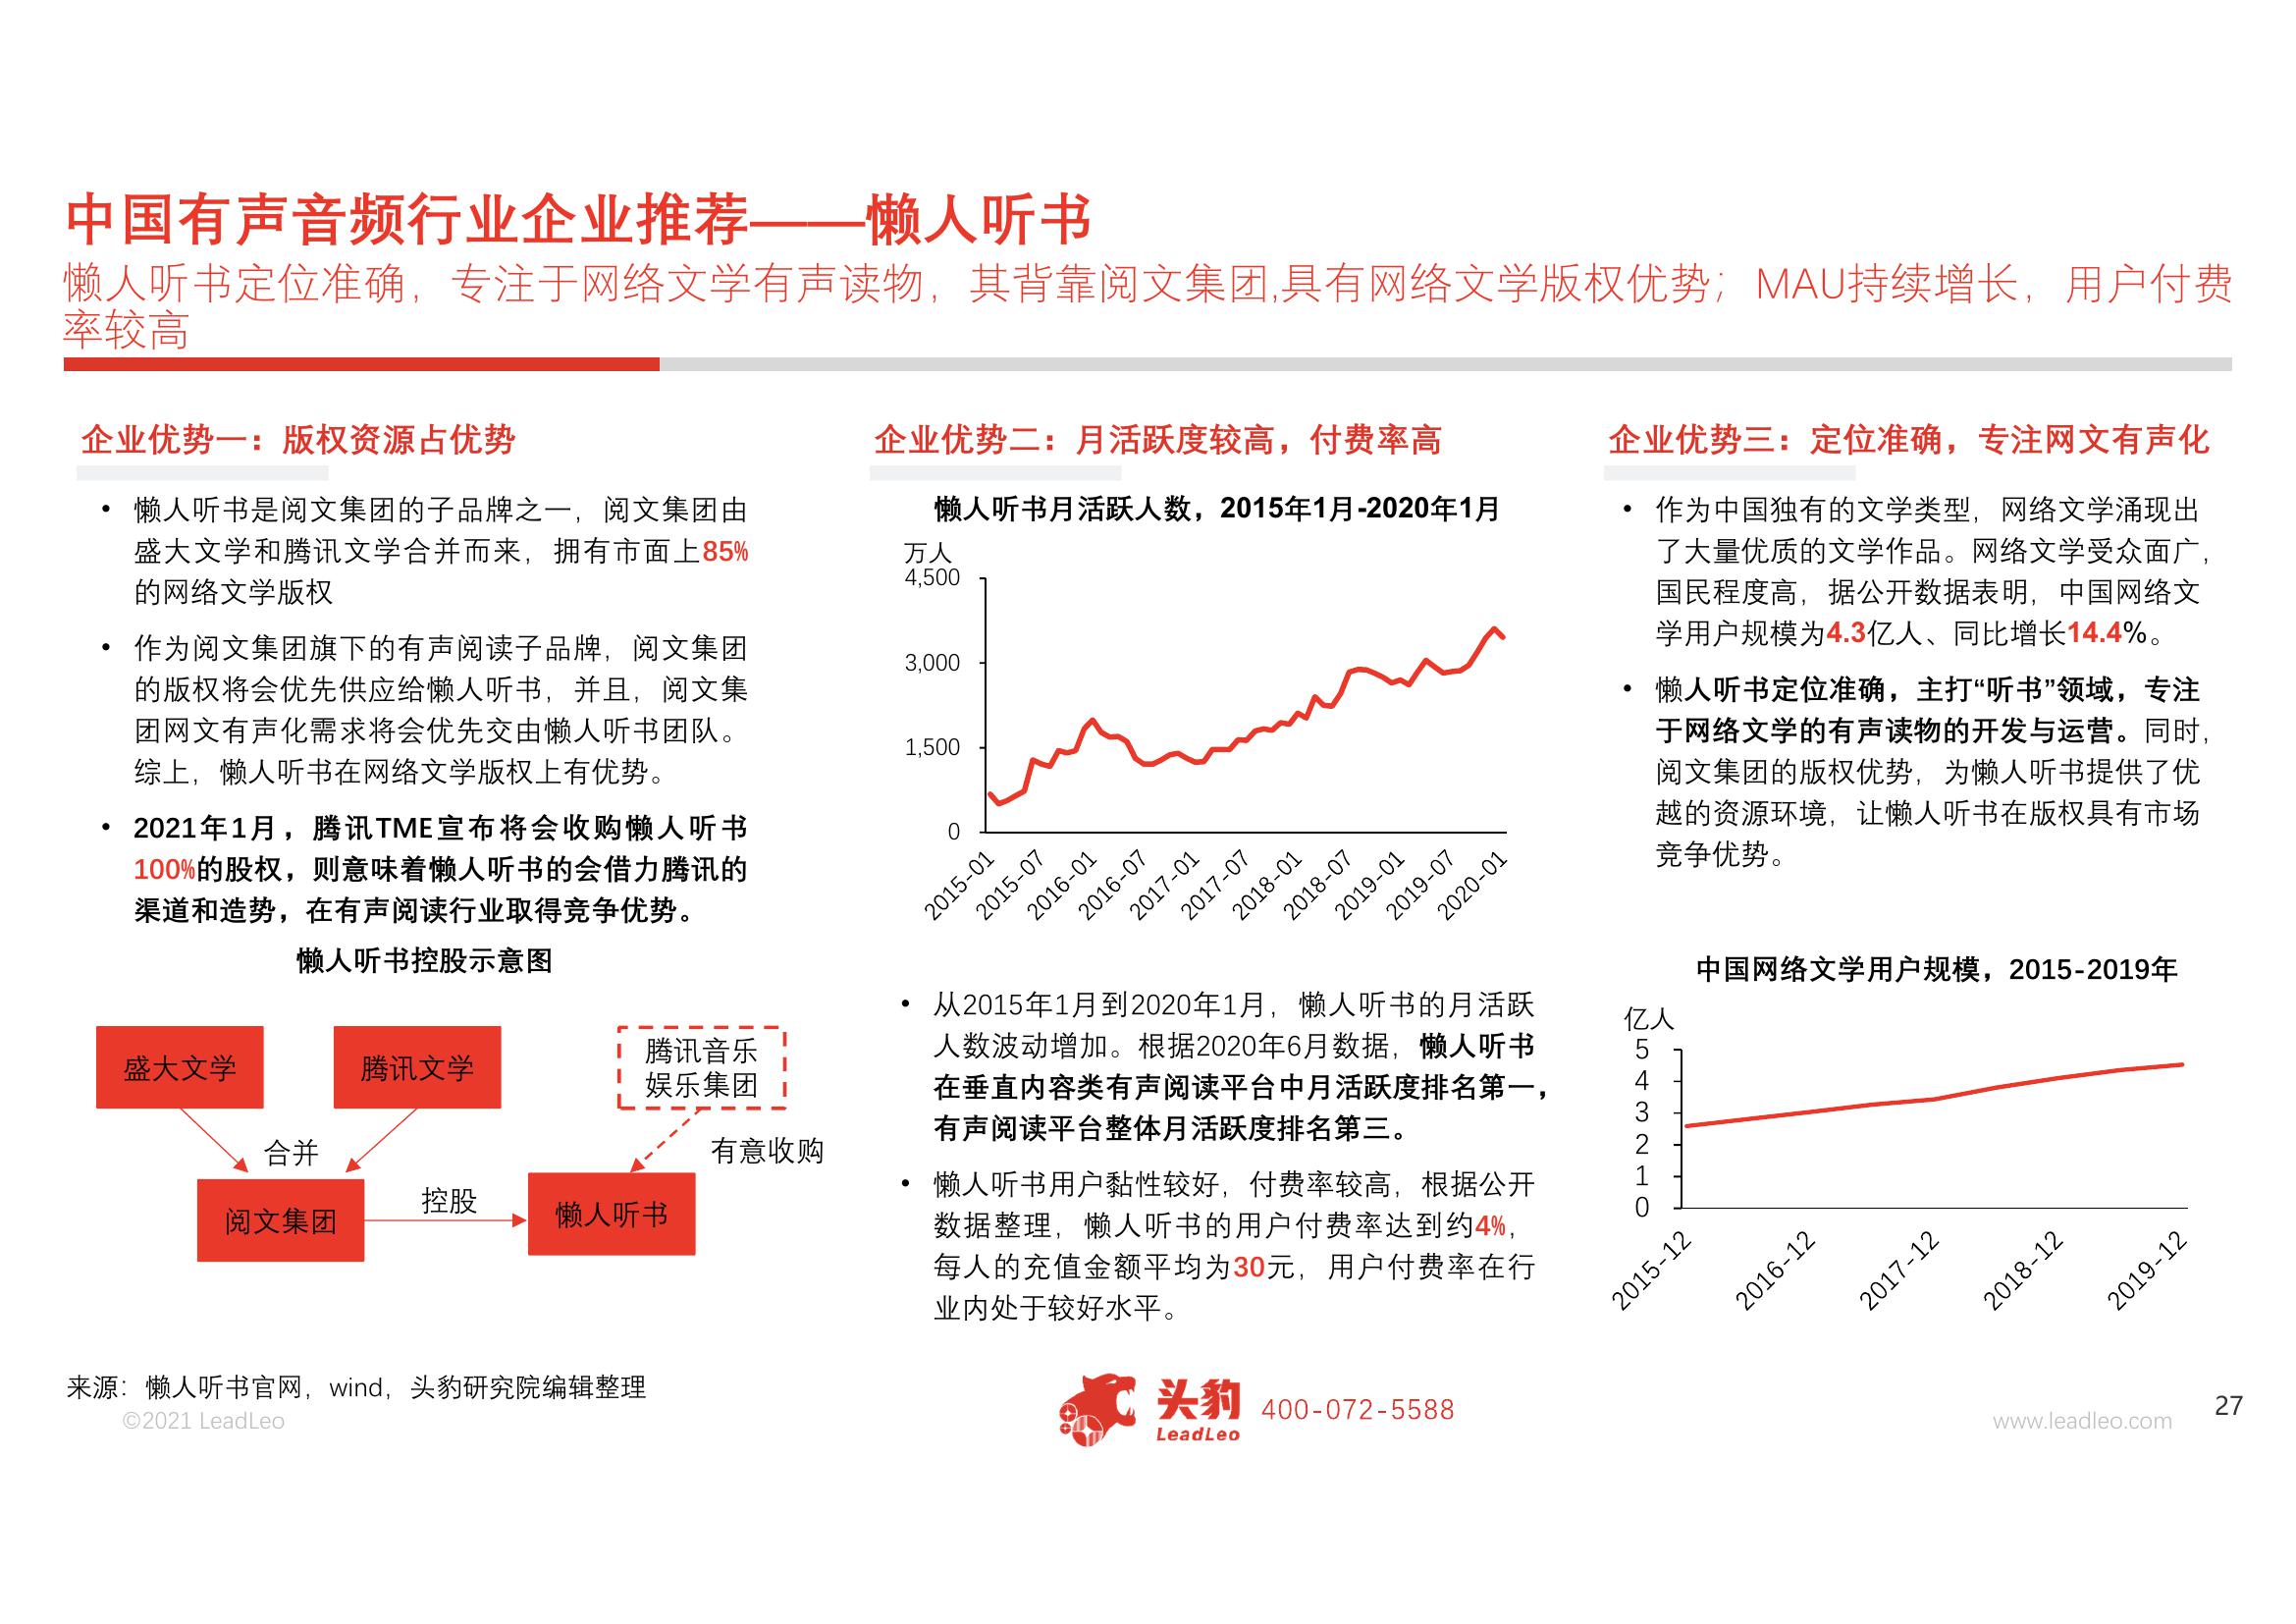 中国有声音频行业企业推荐——懒人听书
懒人听书定位准确，专注于网络文学有声读物，其背靠阅文集团,具有网络文学版权优势；MAU持续增长，用户付费
率较高
企业优势一：版权资源占优势
• 懒人听书是阅文集团的子品牌之一，阅文集团由
盛大文学和腾讯文学合并而来，拥有市面上85%
的网络文学版权
• 作为阅文集团旗下的有声阅读子品牌，阅文集团
的版权将会优先供应给懒人听书，并且，阅文集
团网文有声化需求将会优先交由懒人听书团队。
综上，懒人听书在网络文学版权上有优势。
• 2021年1月，腾讯TME宣布将会收购懒人听书
100%的股权，则意味着懒人听书的会借力腾讯的
渠道和造势，在有声阅读行业取得竞争优势。
懒人听书控股示意图
盛大文学
腾讯文学
腾讯音乐
娱乐集团
合并
有意收购
阅文集团
控股
懒人听书
企业优势二：月活跃度较高，付费率高
懒人听书月活跃人数，2015年1月-2020年1月
万人
4,500
3,000
1,500
0
2015-01
2015-07
2016-01
2016-07
2017-01
2017-07
2018-01
2018-07
2019-01
2019-07
2020-01
• 从2015年1月到2020年1月，懒人听书的月活跃
人数波动增加。根据2020年6月数据，懒人听书
在垂直内容类有声阅读平台中月活跃度排名第一，
有声阅读平台整体月活跃度排名第三。
• 懒人听书用户黏性较好，付费率较高，根据公开
数据整理，懒人听书的用户付费率达到约4%，
每人的充值金额平均为30元，用户付费率在行
业内处于较好水平。
企业优势三：定位准确，专注网文有声化
• 作为中国独有的文学类型，网络文学涌现出
了大量优质的文学作品。网络文学受众面广，
国民程度高，据公开数据表明，中国网络文
学用户规模为4.3亿人、同比增长14.4%。
• 懒人听书定位准确，主打“听书”领域，专注
于网络文学的有声读物的开发与运营。同时，
阅文集团的版权优势，为懒人听书提供了优
越的资源环境，让懒人听书在版权具有市场
竞争优势。
中国网络文学用户规模，2015-2019年
亿人
5
4
3
2
1
0
2015-12
2016-12
2017-12
2018-12
2019-12
来源：懒人听书官网，wind，头豹研究院编辑整理
©2021 LeadLeo
头豹
LeadLeo
400-072-5588
www.leadleo.com
27